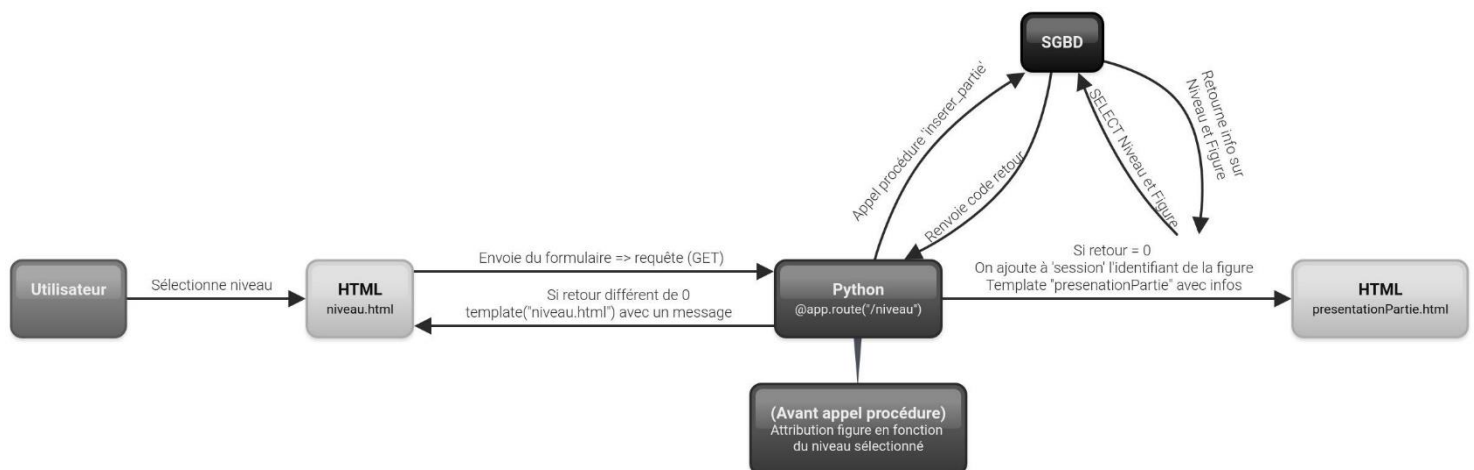 SGBD
Appel procédure 'inserer_partie'
Renvoie code retour
SELECT Niveau et Figure
Retourne info sur
Niveau et Figure
Utilisateur
Sélectionne niveau
HTML
niveau.html
Envoie du formulaire => requête (GET)
Si retour différent de 0
template("niveau.html") avec un message
Python
@app.route("/niveau")
Si retour = 0
On ajoute à 'session' l'identifiant de la figure
Template "presenationPartie" avec infos
HTML
presentationPartie.html
(Avant appel procédure)
Attribution figure en fonction
du niveau sélectionné